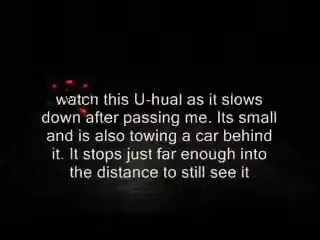 watch this U-hual as it slows
down after passing me. Its small
and is also towing a car behind
it. It stops just far enough into
the distance to still see it